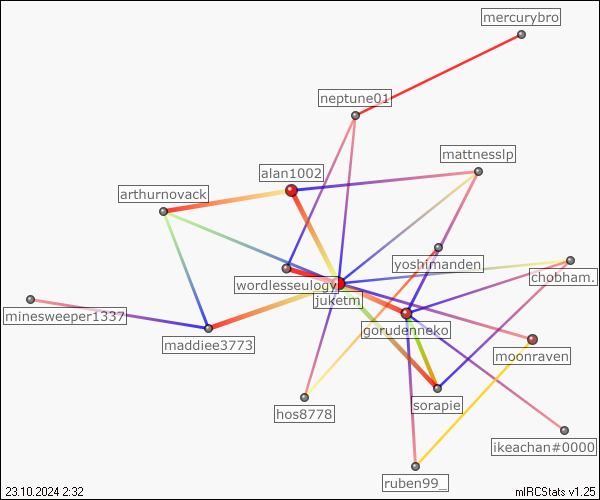 mercurybro
neptune01
mattnesslp
alan1002
arthurnovack
yoshimanden
chobham.
wordlesseulogy
juketm
minesweeper1337
gorudenneko
maddiee3773
moonraven
sorapie
hos8778
ikeachan#0000
ruben99_
23.10.2024 2:32
mIRCStats v1.25